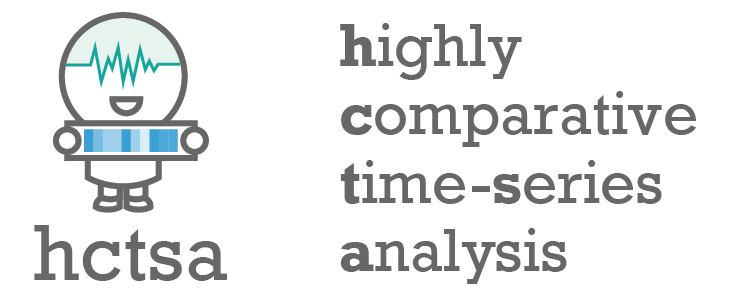 hctsa
highly
comparative
time-series
analysis